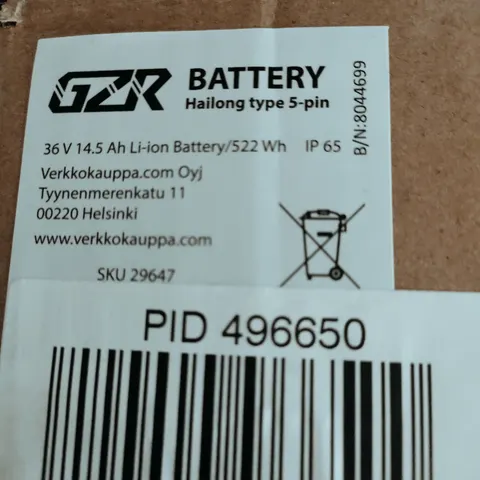 GZR BATTERY
Hailong type 5-pin
36 V 14.5 Ah Li-ion Battery/522 Wh IP 65
B/N:8044699
Verkkokauppa.com Oyj
Tyynenmerenkatu 11
00220 Helsinki
www.verkkokauppa.com
SKU 29647
PID 496650